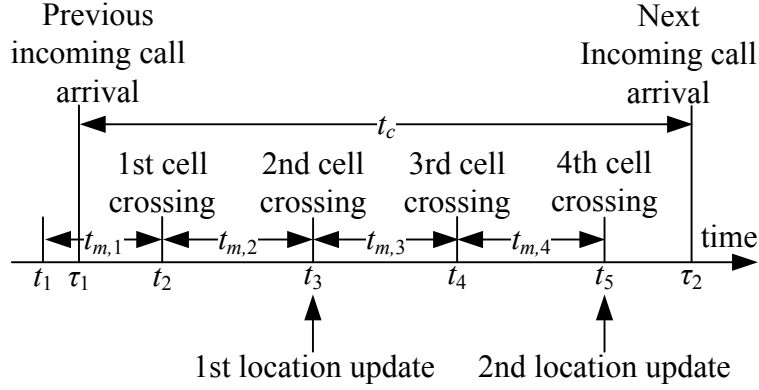 Previous
incoming call
arrival
Next
Incoming call
arrival
t_c
1st cell
crossing
2nd cell
crossing
3rd cell
crossing
4th cell
crossing
t_{m,1}
t_{m,2}
t_{m,3}
t_{m,4}
time
t_1
τ_1
t_2
t_3
t_4
t_5
τ_2
1st location update
2nd location update